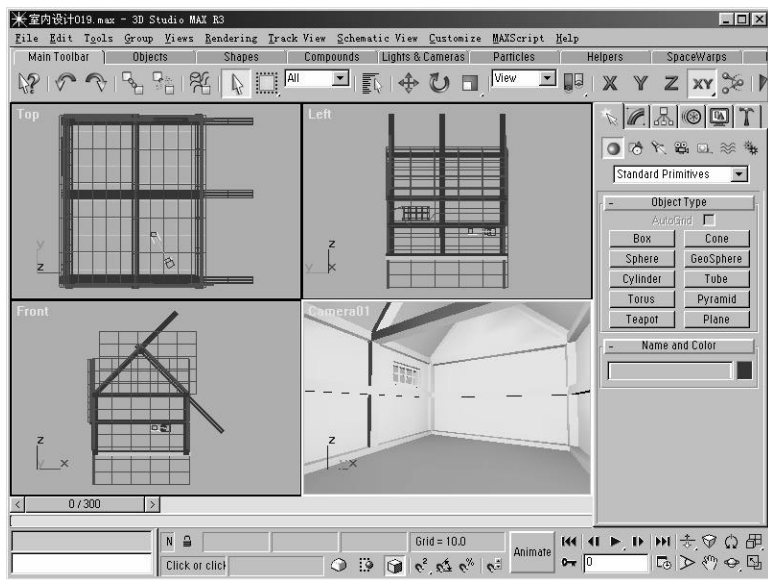 室内设计019.max - 3D Studio MAX R3
File Edit Tools Group Views Rendering Track View Schematic View Customize MAXScript Help
Main Toolbar Objects Shapes Compounds Lights & Cameras Particles Helpers SpaceWarps
All View X Y Z XY
Top
Left
Y
Z
Z
Y X
Front
Camera01
Z
Y X
Z
Y X
Standard Primitives
- Object Type
AutoGrid
Box Cone
Sphere GeoSphere
Cylinder Tube
Torus Pyramid
Teapot Plane
- Name and Color
< 0 / 300 >
N Grid = 10.0
Click or click
Animate
0